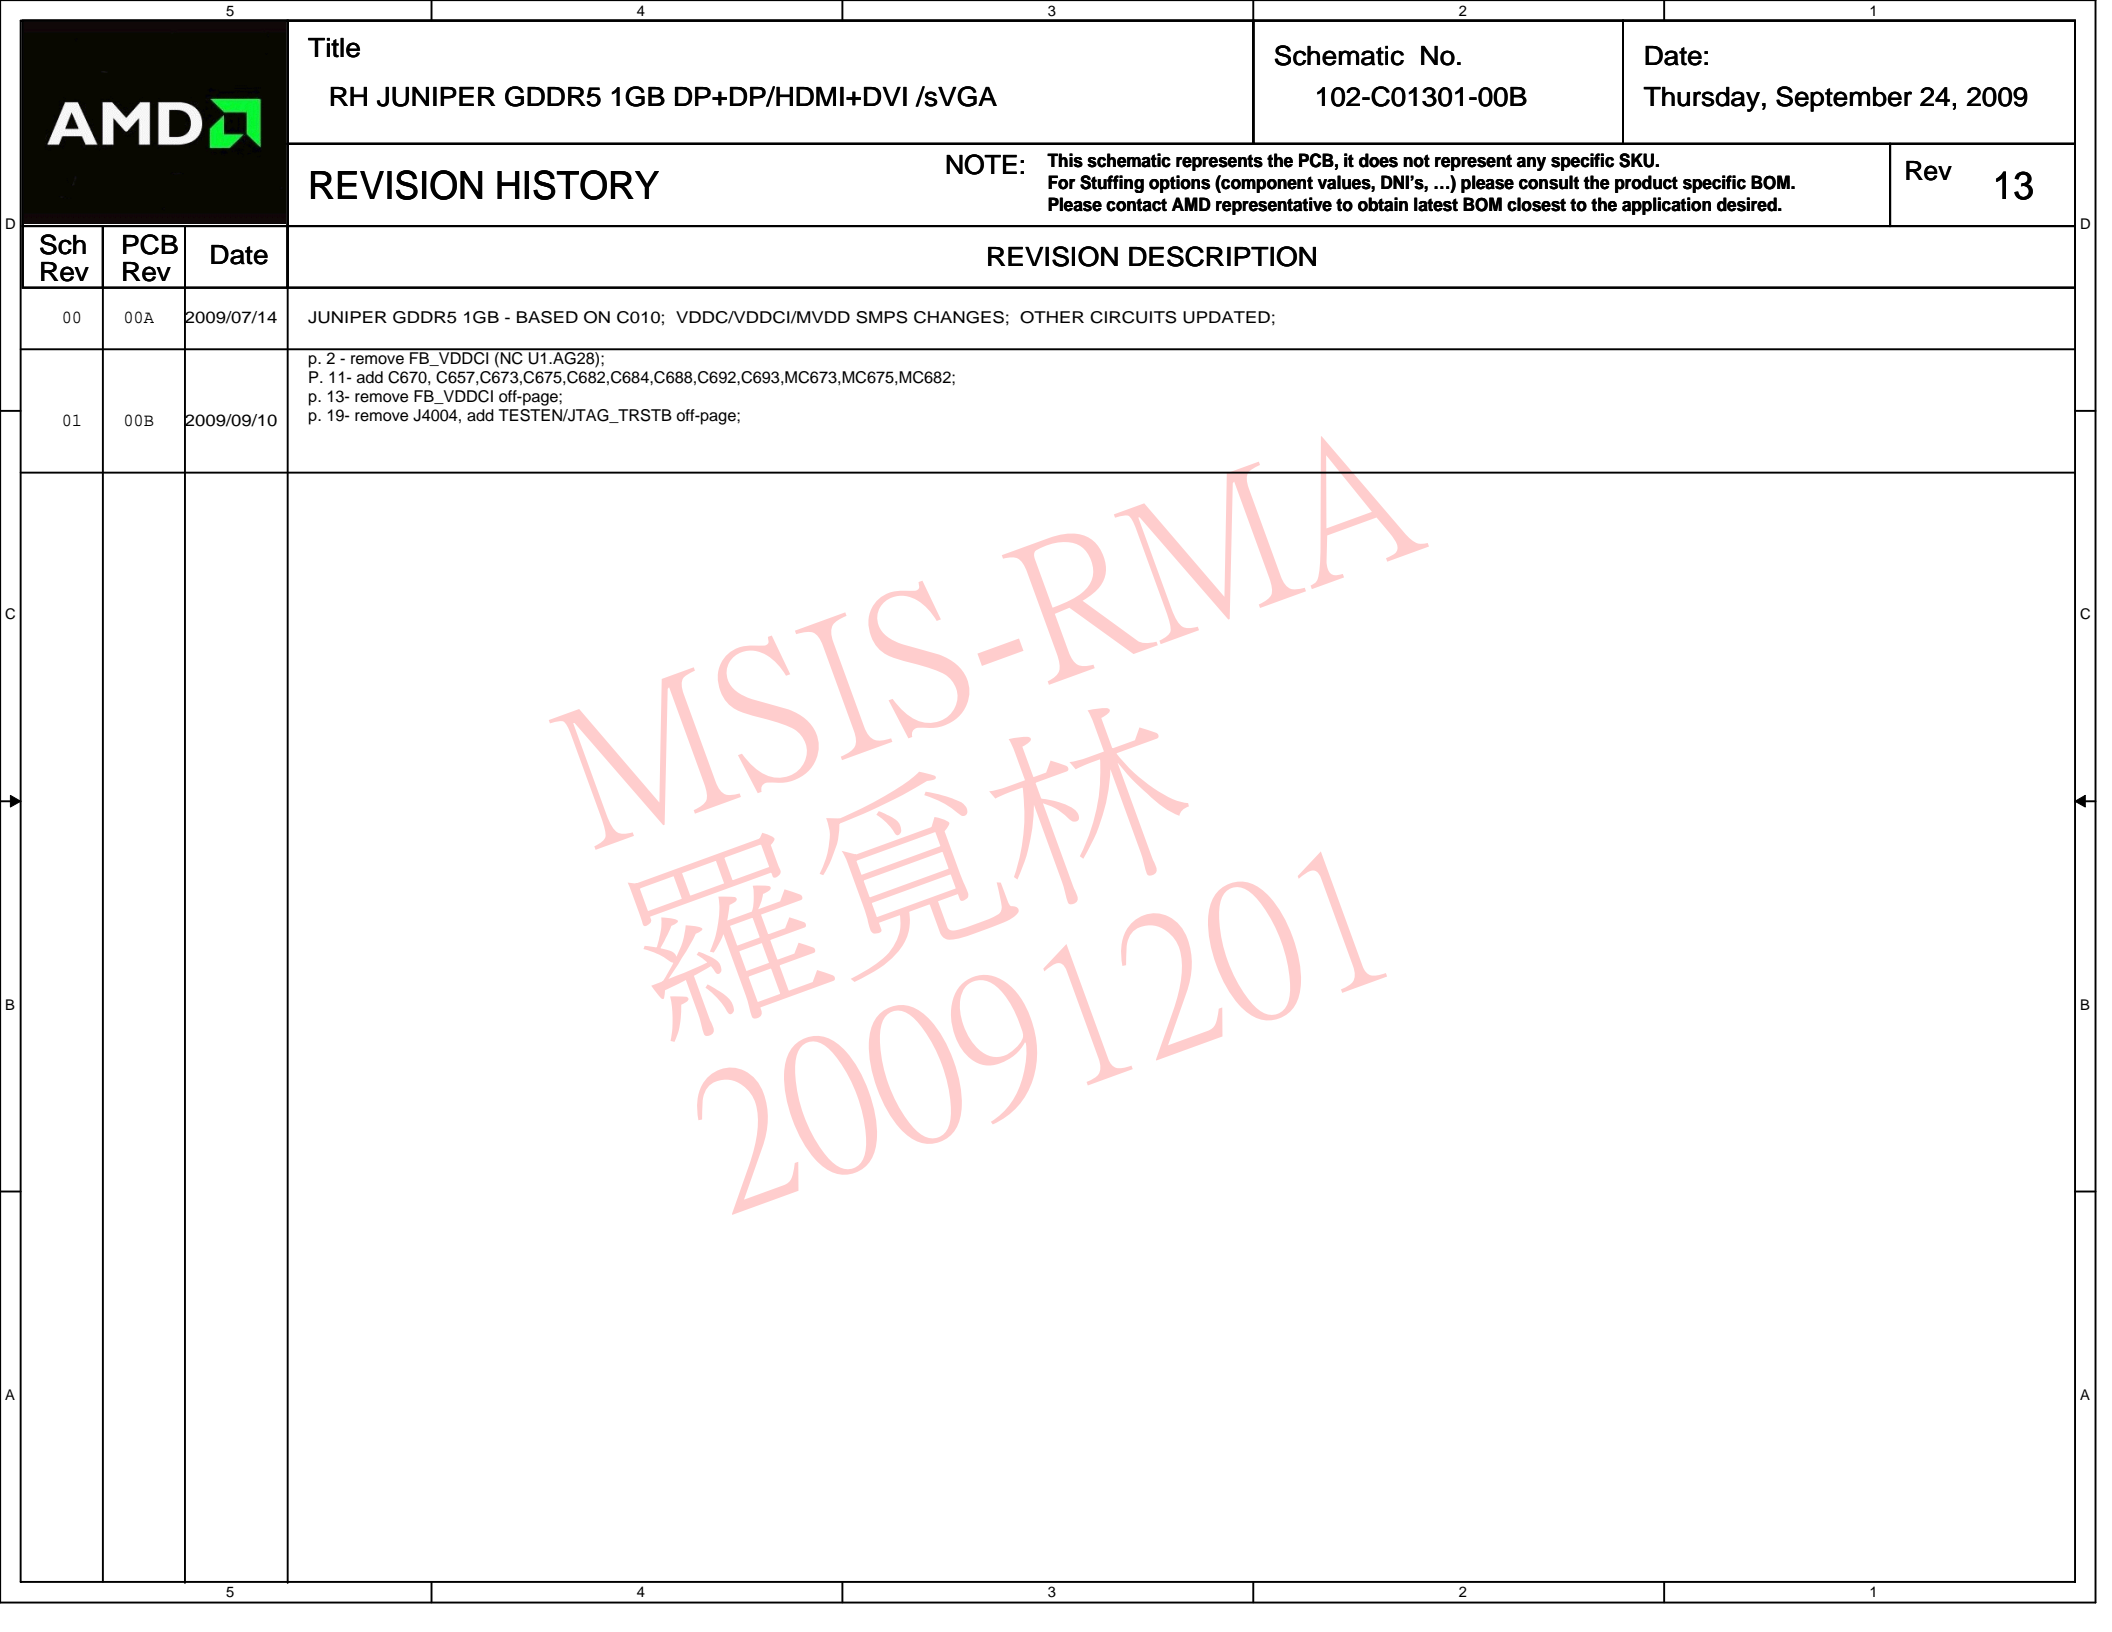 5 4 3 2 1
AMD
Title
RH JUNIPER GDDR5 1GB DP+DP/HDMI+DVI /sVGA
Schematic No.
102-C01301-00B
Date:
Thursday, September 24, 2009
REVISION HISTORY
NOTE:
This schematic represents the PCB, it does not represent any specific SKU.
For Stuffing options (component values, DNI's, ...) please consult the product specific BOM.
Please contact AMD representative to obtain latest BOM closest to the application desired.
Rev 13
D D
Sch Rev
PCB Rev
Date
REVISION DESCRIPTION
00 00A 2009/07/14 JUNIPER GDDR5 1GB - BASED ON C010; VDDC/VDDCI/MVDD SMPS CHANGES; OTHER CIRCUITS UPDATED;
01 00B 2009/09/10
p. 2 - remove FB_VDDCI (NC U1.AG28);
P. 11- add C670, C657,C673,C675,C682,C684,C688,C692,C693,MC673,MC675,MC682;
p. 13- remove FB_VDDCI off-page;
p. 19- remove J4004, add TESTEN/JTAG_TRSTB off-page;
C C
MSIS-RMA
羅覓林
20091201
B B
A A
5 4 3 2 1